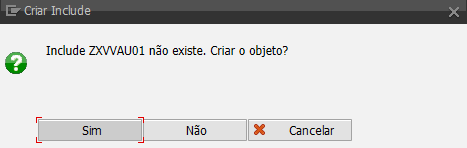 Criar Include
Include ZXVVAU01 não existe. Criar o objeto?
Sim
Não
Cancelar